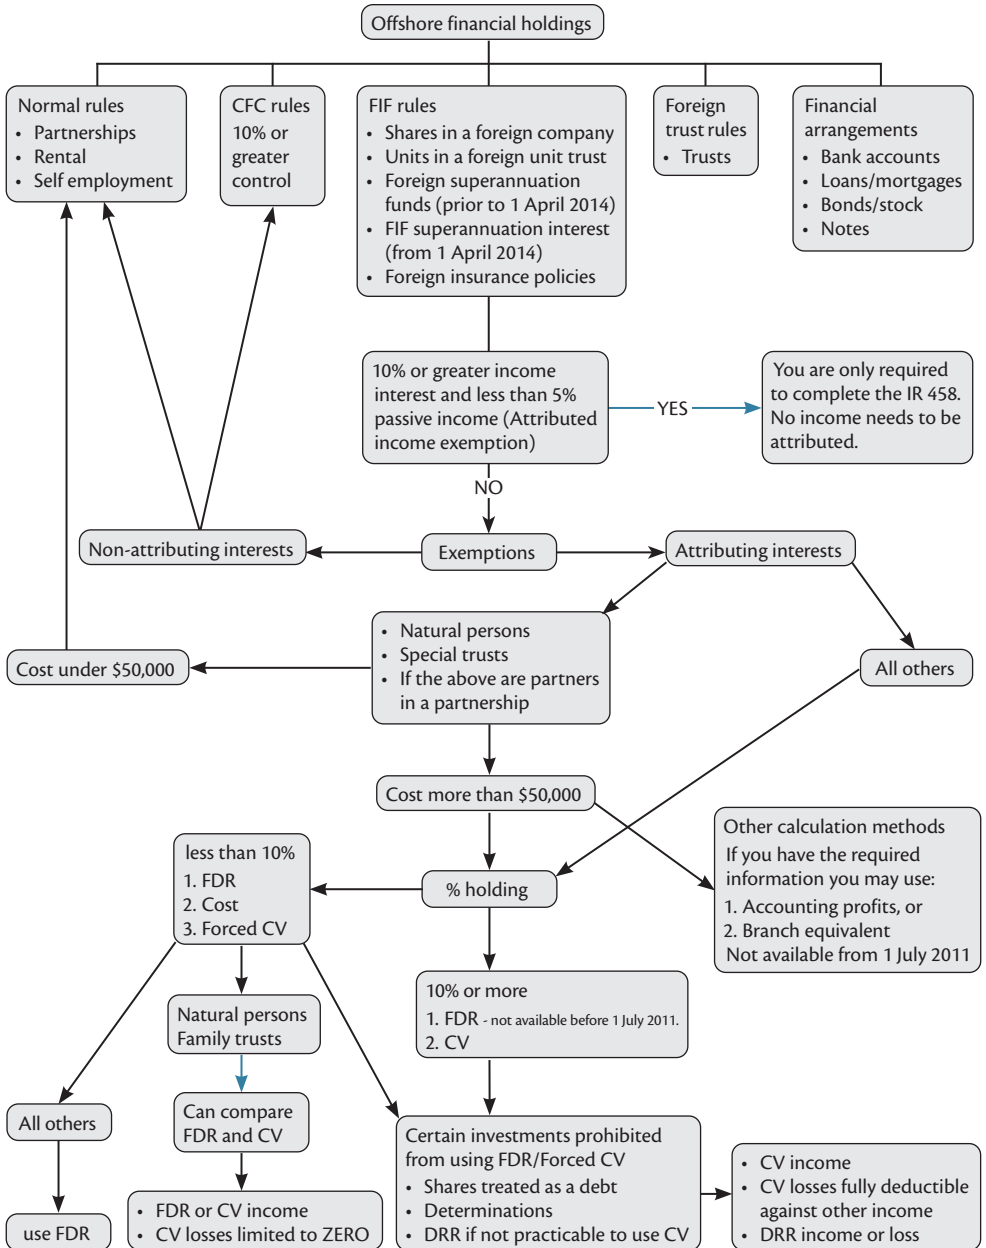 Offshore financial holdings
Normal rules
• Partnerships
• Rental
• Self employment
CFC rules
10% or
greater
control
FIF rules
• Shares in a foreign company
• Units in a foreign unit trust
• Foreign superannuation
funds (prior to 1 April 2014)
• FIF superannuation interest
(from 1 April 2014)
• Foreign insurance policies
Foreign
trust rules
• Trusts
Financial
arrangements
• Bank accounts
• Loans/mortgages
• Bonds/stock
• Notes
10% or greater income
interest and less than 5%
passive income (Attributed
income exemption)
YES
You are only required
to complete the IR 458.
No income needs to be
attributed.
NO
Non-attributing interests
Exemptions
Attributing interests
• Natural persons
• Special trusts
• If the above are partners
in a partnership
Cost under $50,000
All others
Cost more than $50,000
Other calculation methods
If you have the required
information you may use:
1. Accounting profits, or
2. Branch equivalent
Not available from 1 July 2011
less than 10%
1. FDR
2. Cost
3. Forced CV
% holding
10% or more
1. FDR - not available before 1 July 2011.
2. CV
Natural persons
Family trusts
All others
Can compare
FDR and CV
Certain investments prohibited
from using FDR/Forced CV
• Shares treated as a debt
• Determinations
• DRR if not practicable to use CV
• CV income
• CV losses fully deductible
against other income
• DRR income or loss
use FDR
• FDR or CV income
• CV losses limited to ZERO